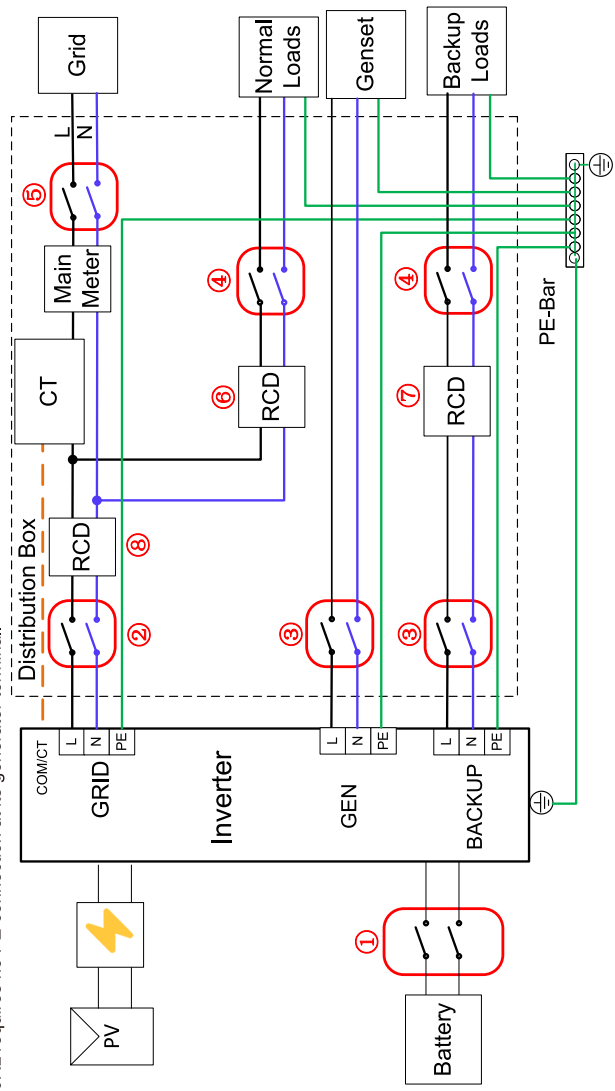 Distribution Box
PV
Battery
①
COM/CT
L
N
PE
GRID
Inverter
L
N
PE
GEN
L
N
PE
BACKUP
②
③
③
RCD
⑧
CT
Main
Meter
⑤
L
N
Grid
RCD
⑥
④
Normal
Loads
Genset
RCD
⑦
④
Backup
Loads
PE-Bar